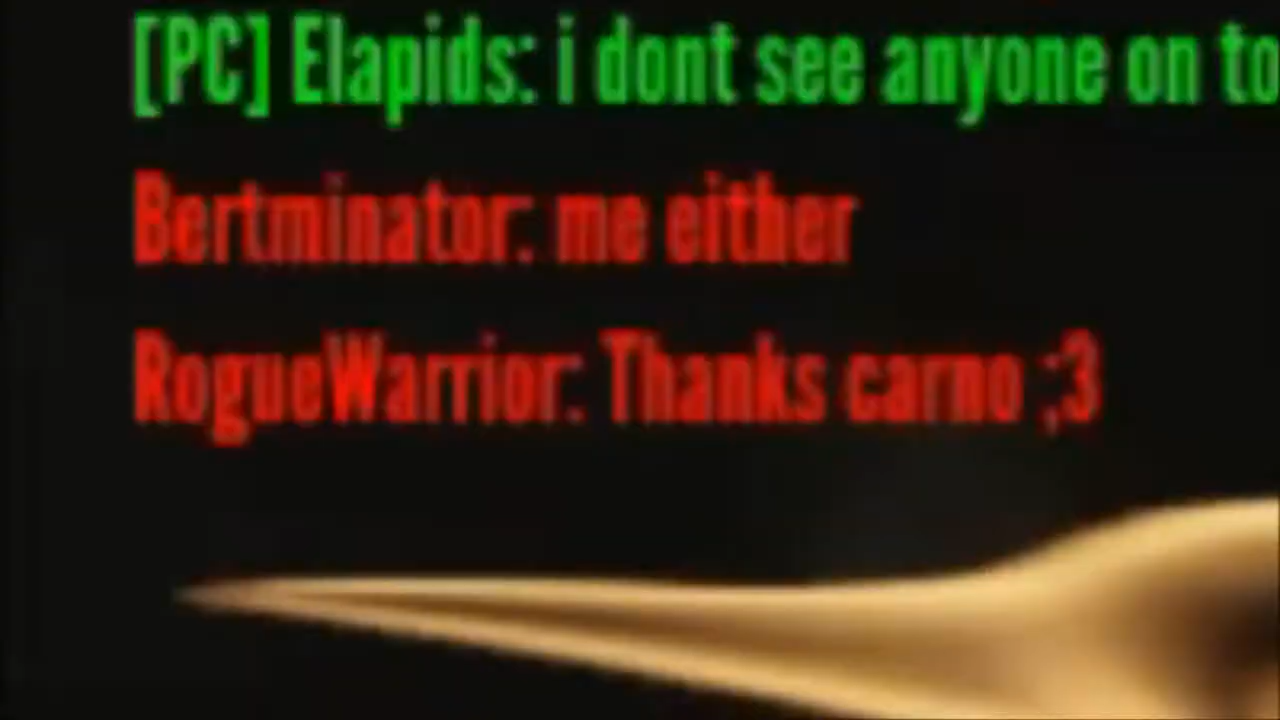 [PC] Elapids: i dont see anyone on to
Bertminator: me either
RogueWarrior: Thanks carno ;3